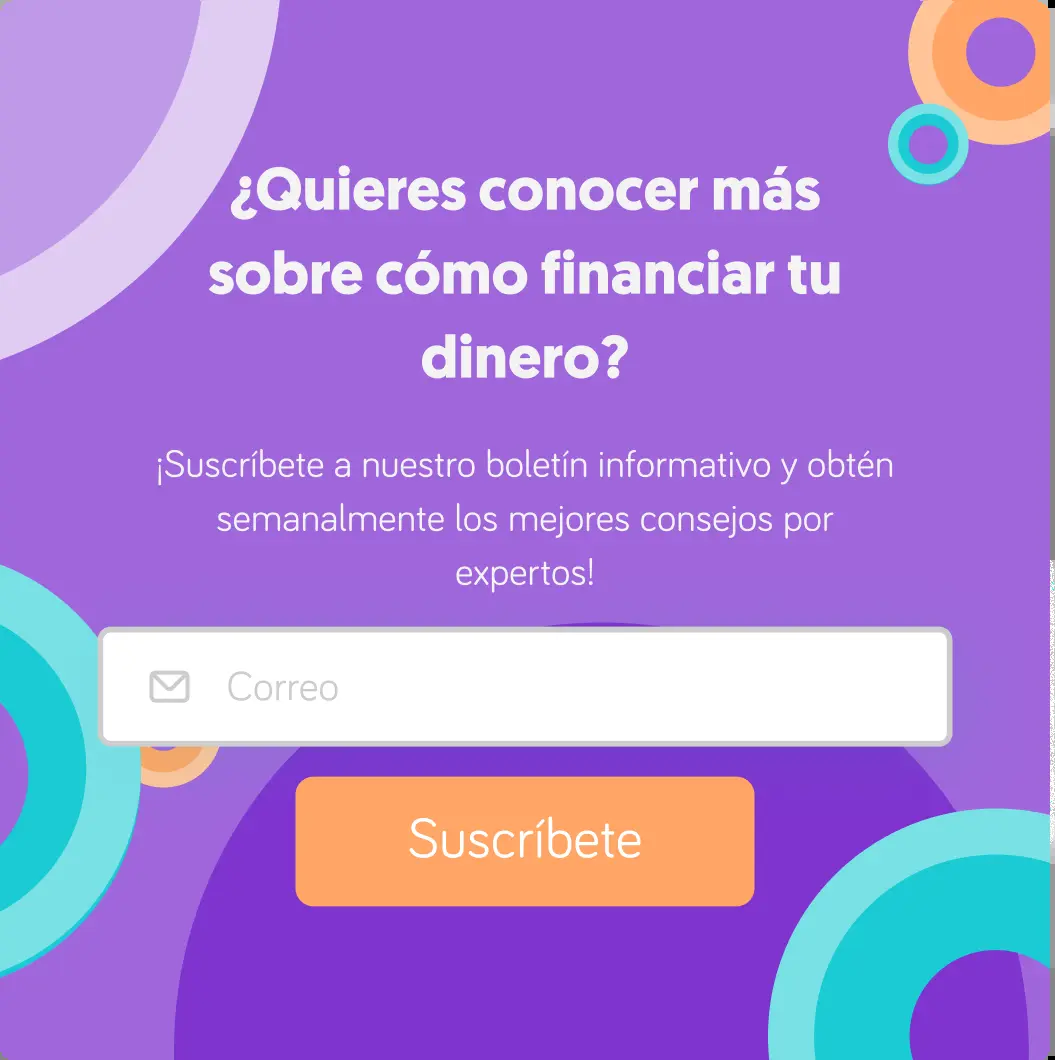 ¿Quieres conocer más
sobre cómo financiar tu
dinero?
¡Suscríbete a nuestro boletín informativo y obtén
semanalmente los mejores consejos por
expertos!
Correo
Suscríbete